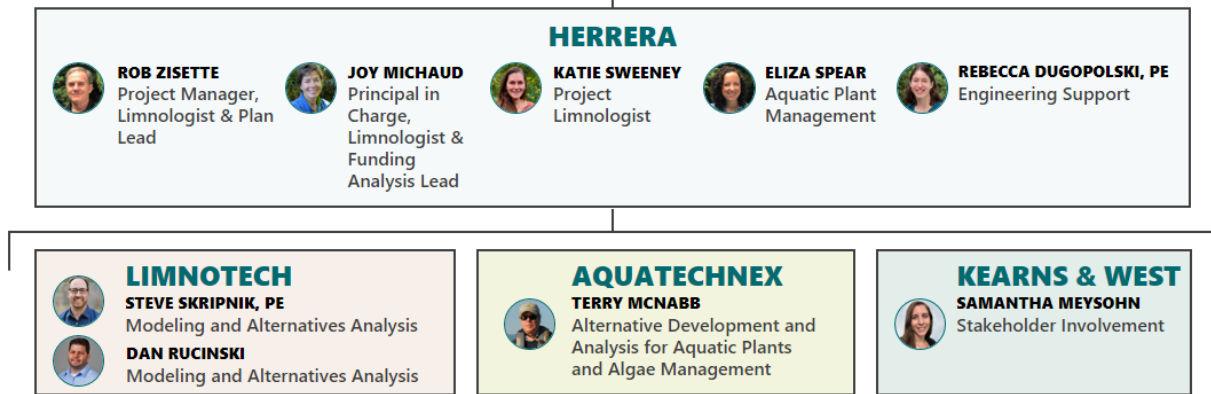 HERRERA
ROB ZISETTE
Project Manager,
Limnologist & Plan
Lead
JOY MICHAUD
Principal in
Charge,
Limnologist &
Funding
Analysis Lead
KATIE SWEENEY
Project
Limnologist
ELIZA SPEAR
Aquatic Plant
Management
REBECCA DUGOPOLSKI, PE
Engineering Support
LIMNOTECH
STEVE SKRIPNIK, PE
Modeling and Alternatives Analysis
DAN RUCINSKI
Modeling and Alternatives Analysis
AQUATECHNEX
TERRY MCNABB
Alternative Development and
Analysis for Aquatic Plants
and Algae Management
KEARNS & WEST
SAMANTHA MEYSOHN
Stakeholder Involvement